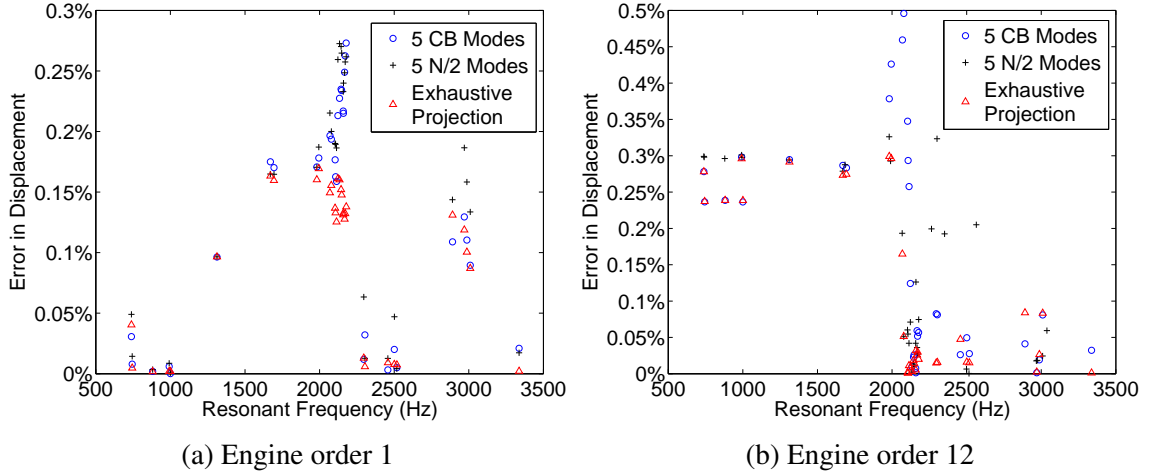 0.3%
0.25%
0.2%
0.15%
0.1%
0.05%
0%
Error in Displacement
500 1000 1500 2000 2500 3000 3500
Resonant Frequency (Hz)
5 CB Modes
5 N/2 Modes
Exhaustive
Projection
(a) Engine order 1
0.5%
0.45%
0.4%
0.35%
0.3%
0.25%
0.2%
0.15%
0.1%
0.05%
0%
Error in Displacement
500 1000 1500 2000 2500 3000 3500
Resonant Frequency (Hz)
5 CB Modes
5 N/2 Modes
Exhaustive
Projection
(b) Engine order 12